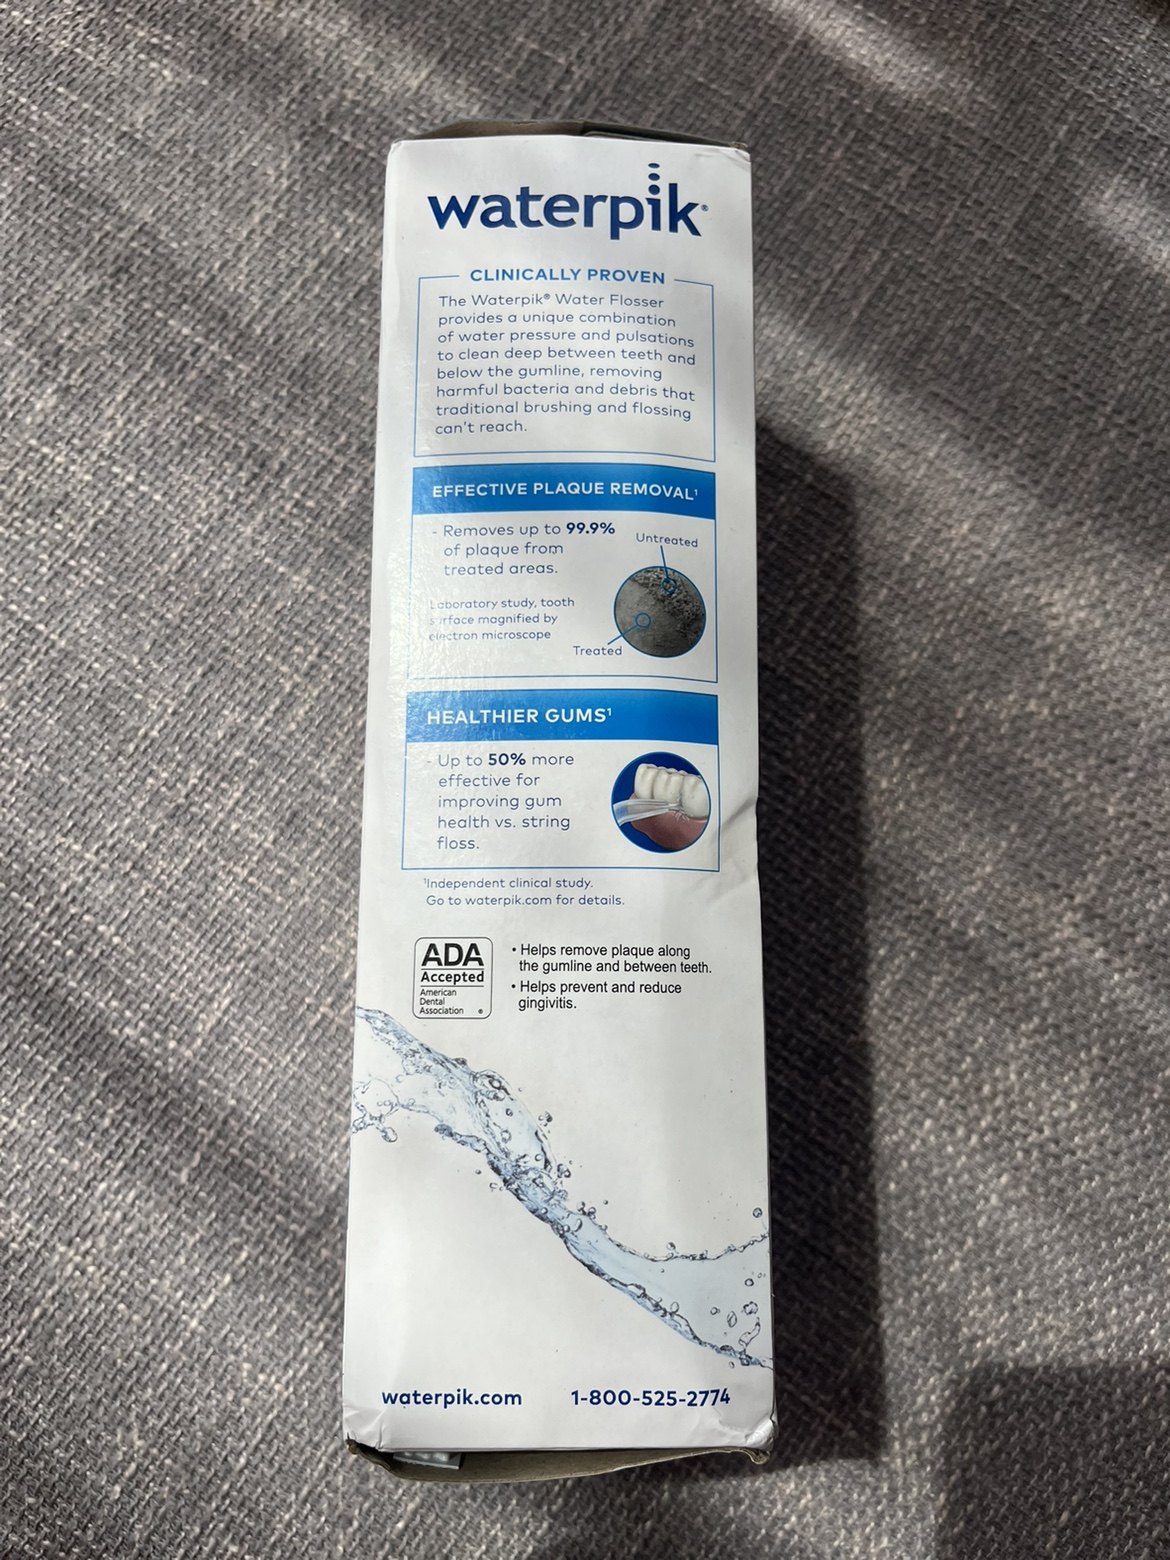 waterpik®
CLINICALLY PROVEN
The Waterpik® Water Flosser
provides a unique combination
of water pressure and pulsations
to clean deep between teeth and
below the gumline, removing
harmful bacteria and debris that
traditional brushing and flossing
can't reach.
EFFECTIVE PLAQUE REMOVAL¹
- Removes up to 99.9%
of plaque from
treated areas.
Untreated
Laboratory study, tooth
surface magnified by
electron microscope
Treated
HEALTHIER GUMS¹
- Up to 50% more
effective for
improving gum
health vs. string
floss.
¹Independent clinical study.
Go to waterpik.com for details.
ADA
Accepted
American
Dental
Association ®
• Helps remove plaque along
the gumline and between teeth.
• Helps prevent and reduce
gingivitis.
waterpik.com 1-800-525-2774